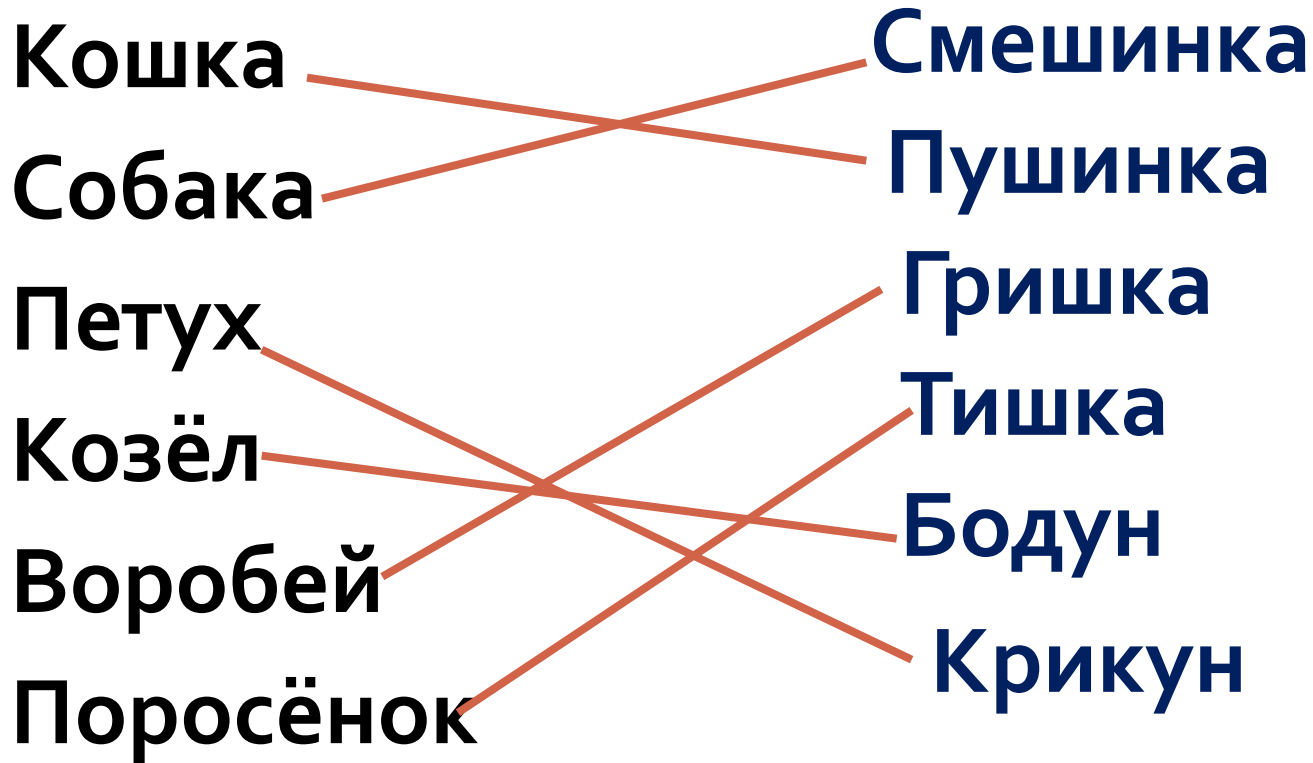 Кошка
Собака
Петух
Козёл
Воробей
Поросёнок
Смешинка
Пушинка
Гришка
Тишка
Бодун
Крикун